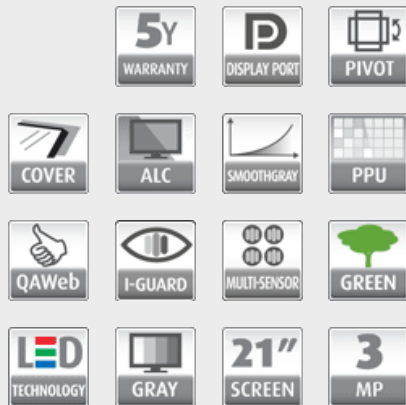 5Y
WARRANTY
DISPLAY PORT
PIVOT
COVER
ALC
SMOOTHGRAY
PPU
QAWeb
I-GUARD
MULTI-SENSOR
GREEN
LED
TECHNOLOGY
GRAY
21"
SCREEN
3
MP